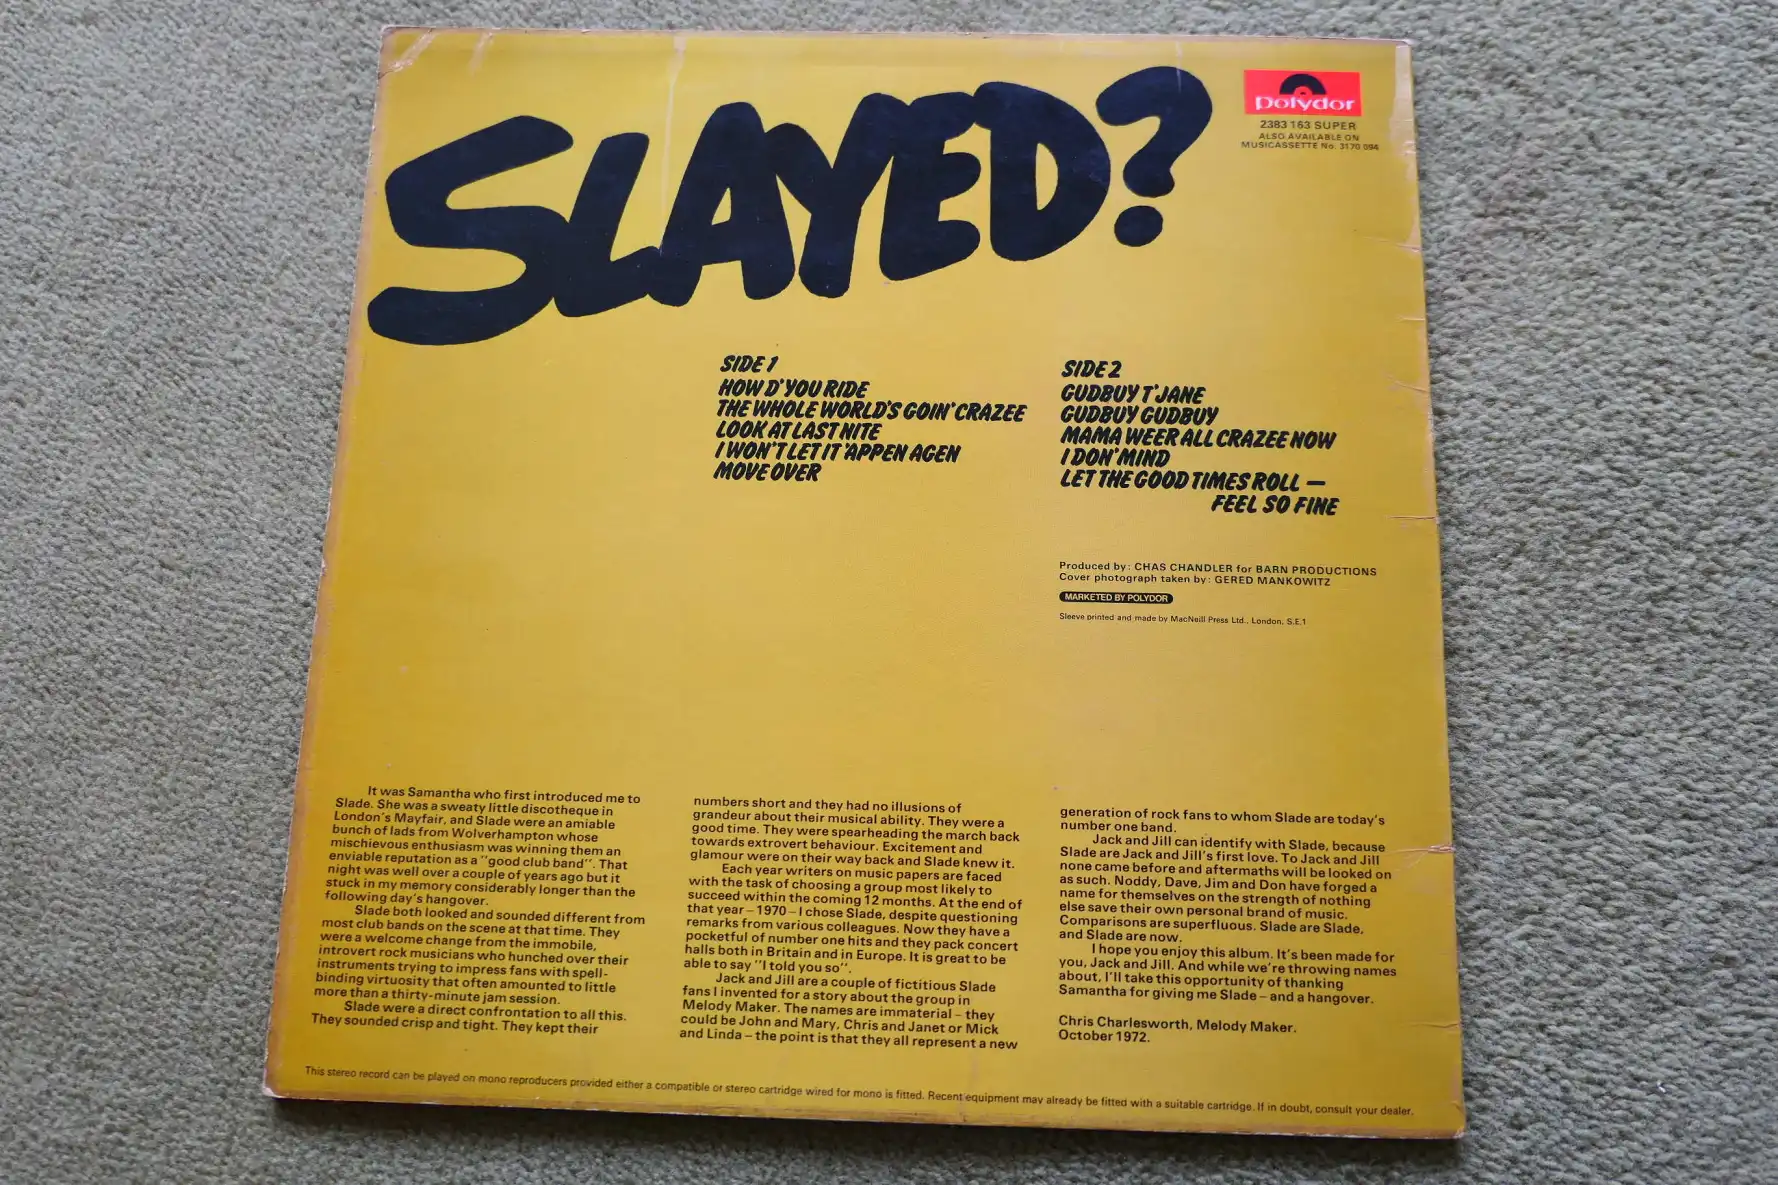 SLAYED?
polydor
2383 163 SUPER
ALSO AVAILABLE ON
MUSICASSETTE No. 3170 094
SIDE 1
HOW D'YOU RIDE
THE WHOLE WORLD'S GOIN' CRAZEE
LOOK AT LAST NITE
I WON'T LET IT 'APPEN AGEN
MOVE OVER
SIDE 2
GUDBUY T'JANE
GUDBUY GUDBUY
MAMA WEER ALL CRAZEE NOW
I DON' MIND
LET THE GOOD TIMES ROLL —
FEEL SO FINE
Produced by: CHAS CHANDLER for BARN PRODUCTIONS
Cover photograph taken by: GERED MANKOWITZ
MARKETED BY POLYDOR
Sleeve printed and made by MacNeill Press Ltd., London, S.E.1
It was Samantha who first introduced me to
Slade. She was a sweaty little discotheque in
London's Mayfair, and Slade were an amiable
bunch of lads from Wolverhampton whose
mischievous enthusiasm was winning them an
enviable reputation as a "good club band". That
night was well over a couple of years ago but it
stuck in my memory considerably longer than the
following day's hangover.
Slade both looked and sounded different from
most club bands on the scene at that time. They
were a welcome change from the immobile,
introvert rock musicians who hunched over their
instruments trying to impress fans with spell-
binding virtuosity that often amounted to little
more than a thirty-minute jam session.
Slade were a direct confrontation to all this.
They sounded crisp and tight. They kept their
numbers short and they had no illusions of
grandeur about their musical ability. They were a
good time. They were spearheading the march back
towards extrovert behaviour. Excitement and
glamour were on their way back and Slade knew it.
Each year writers on music papers are faced
with the task of choosing a group most likely to
succeed within the coming 12 months. At the end of
that year – 1970 – I chose Slade, despite questioning
remarks from various colleagues. Now they have a
pocketful of number one hits and they pack concert
halls both in Britain and in Europe. It is great to be
able to say "I told you so".
Jack and Jill are a couple of fictitious Slade
fans I invented for a story about the group in
Melody Maker. The names are immaterial – they
could be John and Mary, Chris and Janet or Mick
and Linda – the point is that they all represent a new
generation of rock fans to whom Slade are today's
number one band.
Jack and Jill can identify with Slade, because
Slade are Jack and Jill's first love. To Jack and Jill
none came before and aftermaths will be looked on
as such. Noddy, Dave, Jim and Don have forged a
name for themselves on the strength of nothing
else save their own personal brand of music.
Comparisons are superfluous. Slade are Slade,
and Slade are now.
I hope you enjoy this album. It's been made for
you, Jack and Jill. And while we're throwing names
about, I'll take this opportunity of thanking
Samantha for giving me Slade – and a hangover.
Chris Charlesworth, Melody Maker.
October 1972.
This stereo record can be played on mono reproducers provided either a compatible or stereo cartridge wired for mono is fitted. Recent equipment may already be fitted with a suitable cartridge. If in doubt, consult your dealer.